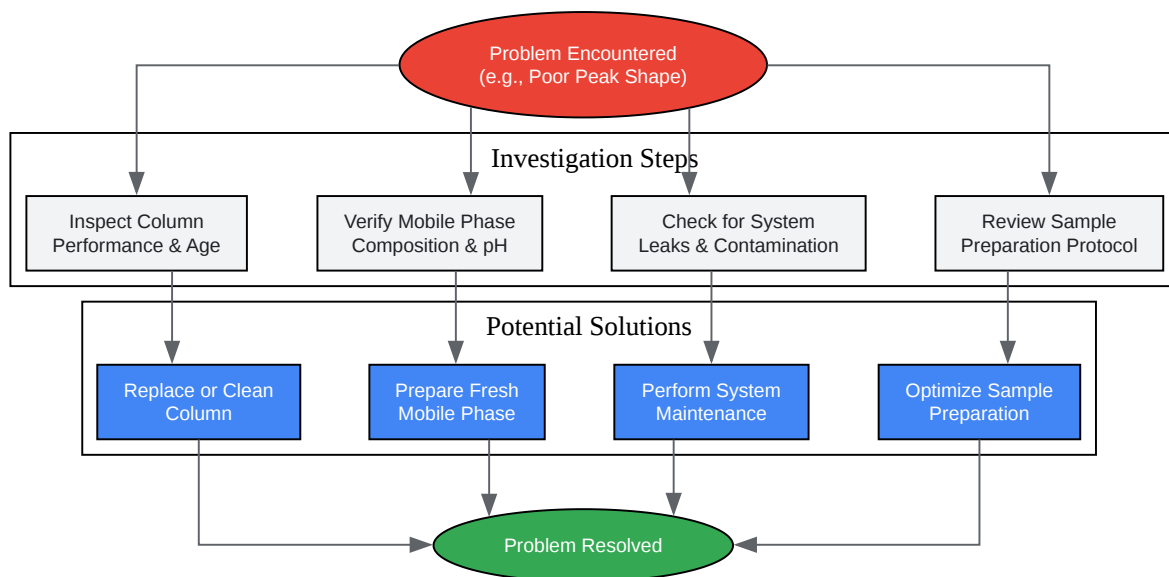 Problem Encountered
(e.g., Poor Peak Shape)
Investigation Steps
Inspect Column
Performance & Age
Verify Mobile Phase
Composition & pH
Check for System
Leaks & Contamination
Review Sample
Preparation Protocol
Potential Solutions
Replace or Clean
Column
Prepare Fresh
Mobile Phase
Perform System
Maintenance
Optimize Sample
Preparation
Problem Resolved